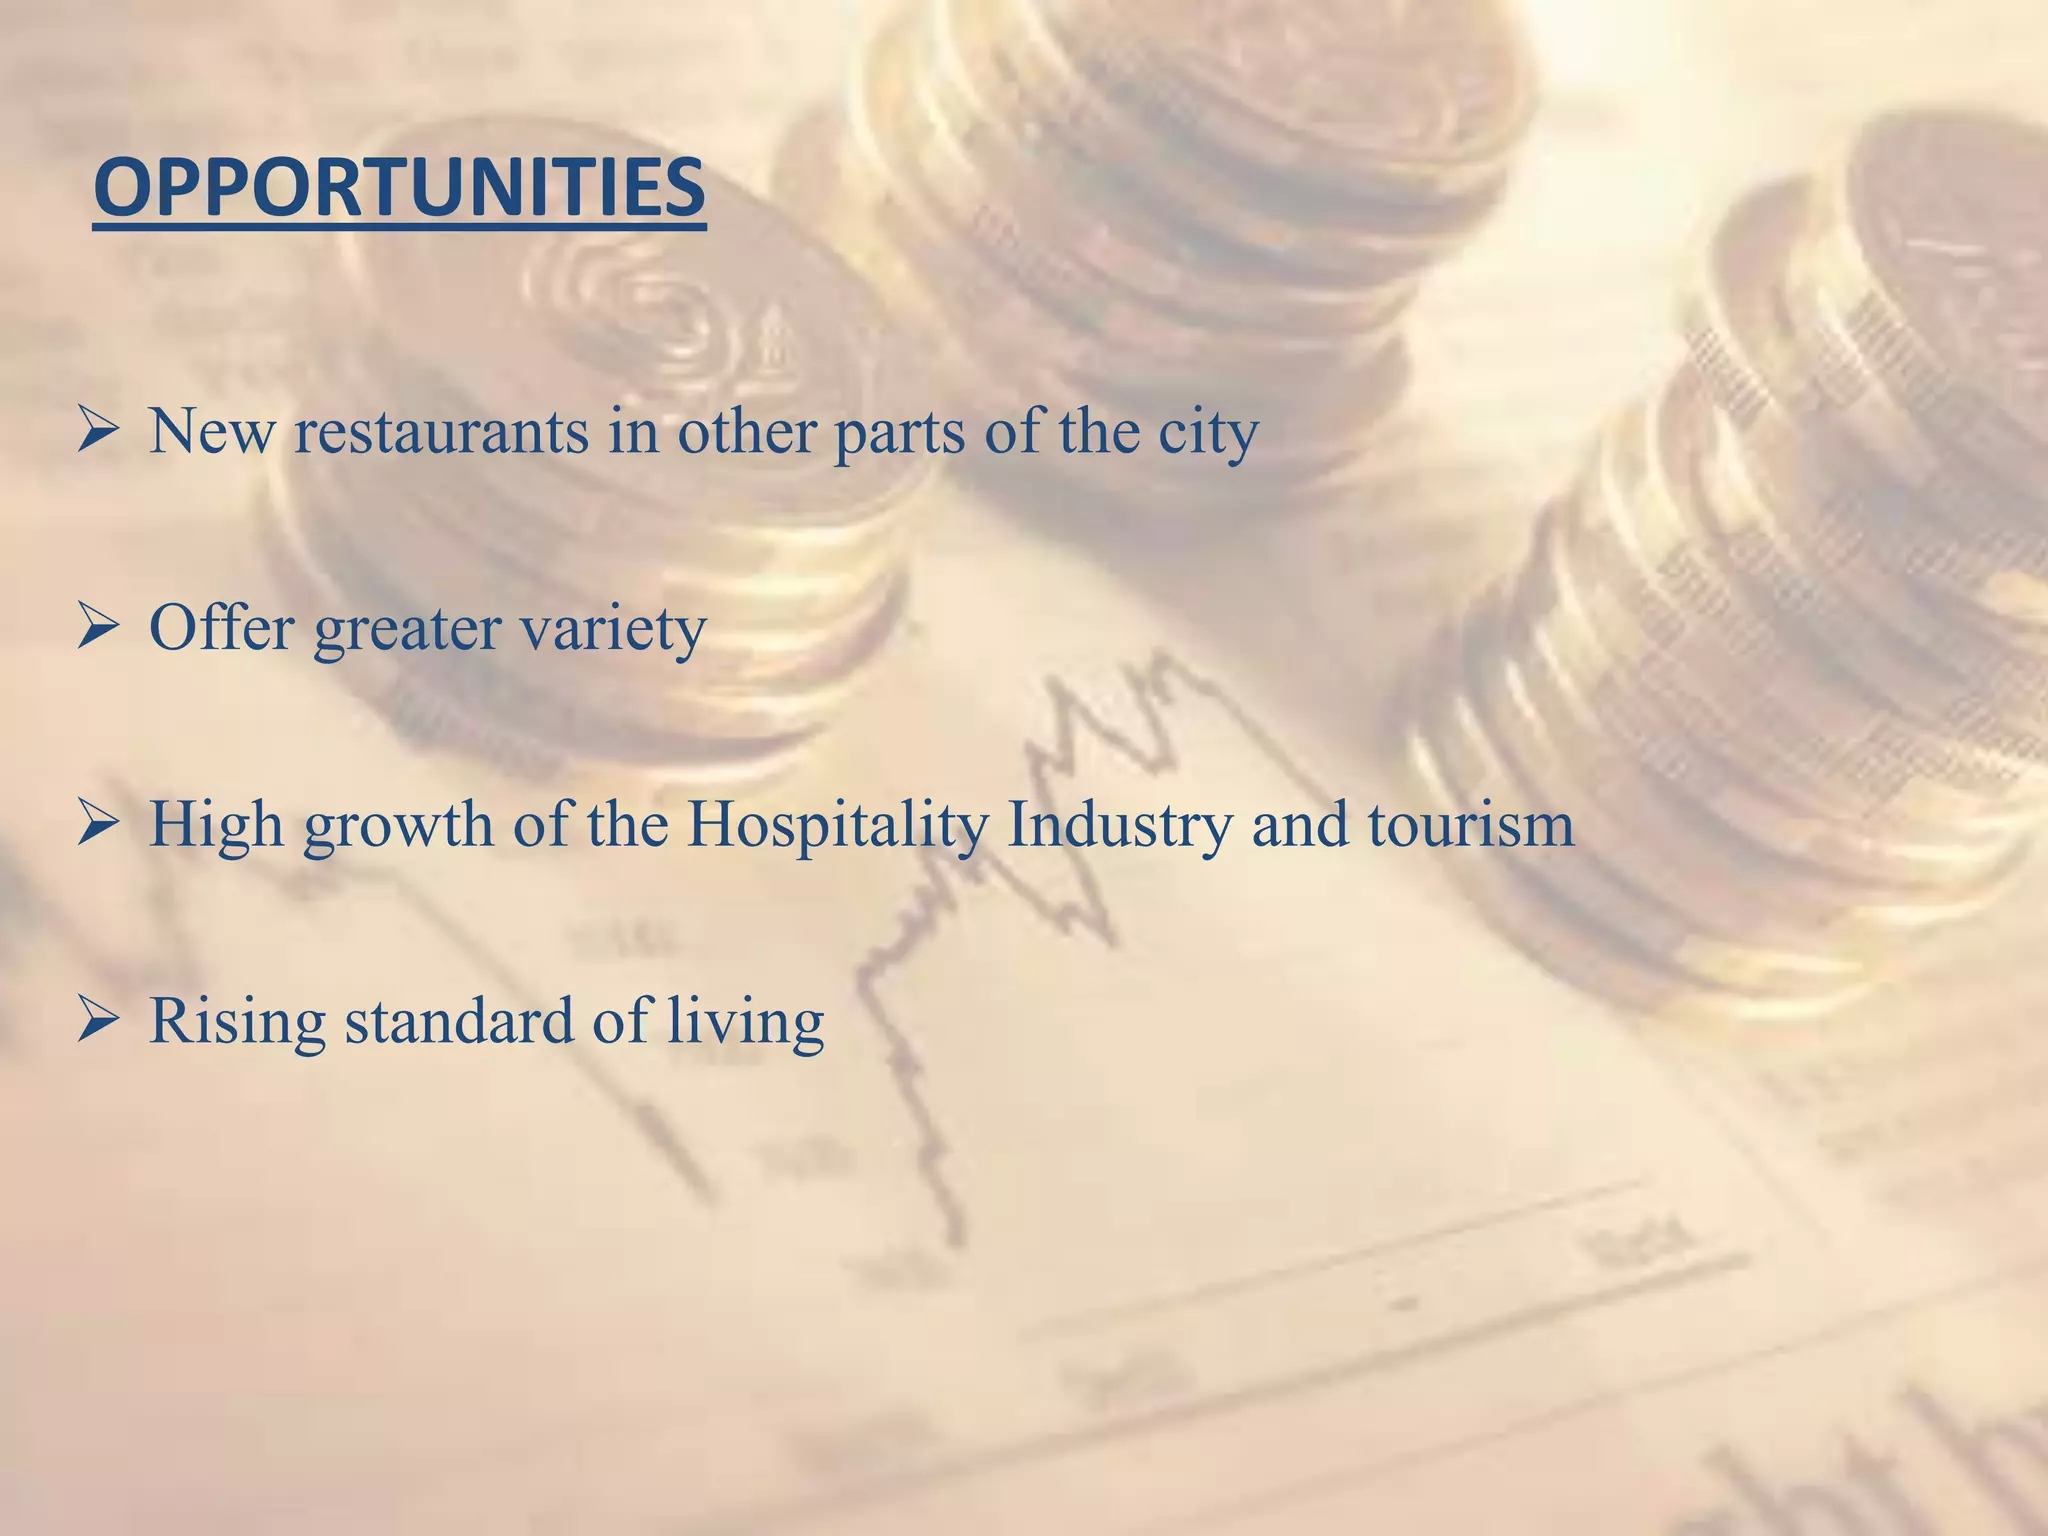 OPPORTUNITIES
New restaurants in other parts of the city
Offer greater variety
High growth of the Hospitality Industry and tourism
Rising standard of living